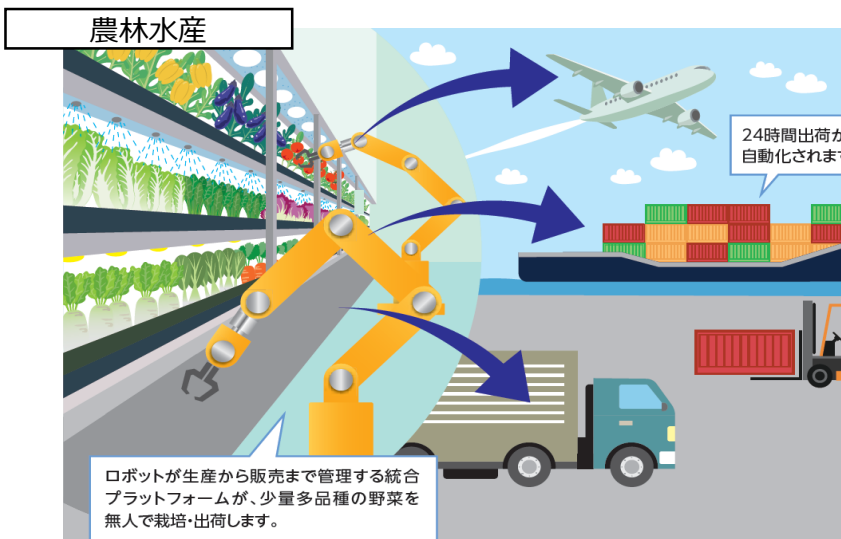 農林水産
24時間出荷が
自動化されます
ロボットが生産から販売まで管理する統合
プラットフォームが、少量多品種の野菜を
無人で栽培・出荷します。